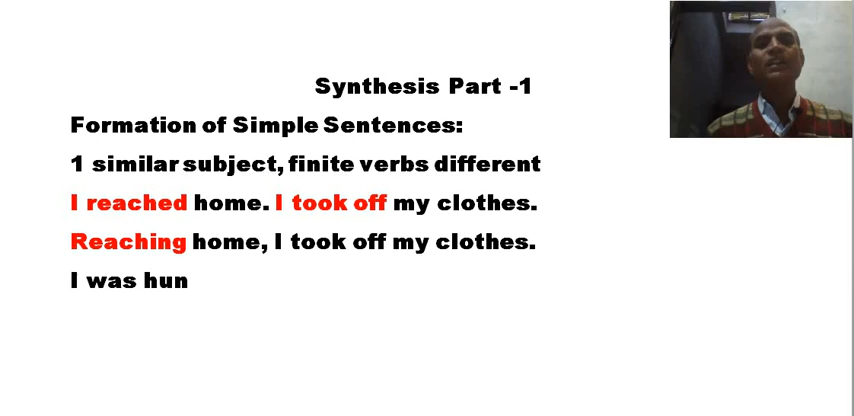 Synthesis Part -1
Formation of Simple Sentences:
1 similar subject, finite verbs different
I reached home. I took off my clothes.
Reaching home, I took off my clothes.
I was hun